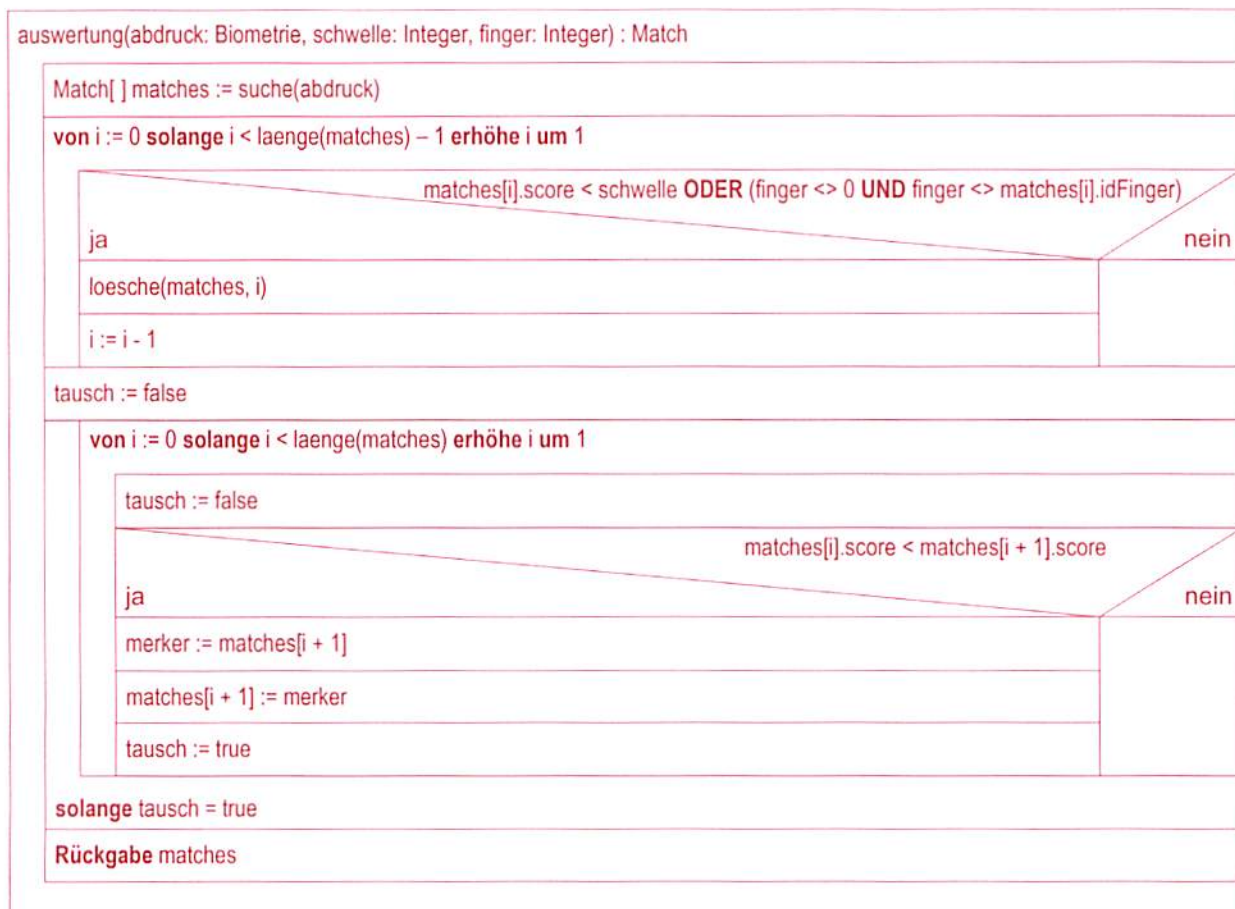 auswertung(abdruck: Biometrie, schwelle: Integer, finger: Integer) : Match
Match[ ] matches := suche(abdruck)
von i := 0 solange i < laenge(matches) – 1 erhöhe i um 1
matches[i].score < schwelle ODER (finger <> 0 UND finger <> matches[i].idFinger)
ja
nein
loesche(matches, i)
i := i - 1
tausch := false
von i := 0 solange i < laenge(matches) erhöhe i um 1
tausch := false
matches[i].score < matches[i + 1].score
ja
nein
merker := matches[i + 1]
matches[i + 1] := merker
tausch := true
solange tausch = true
Rückgabe matches